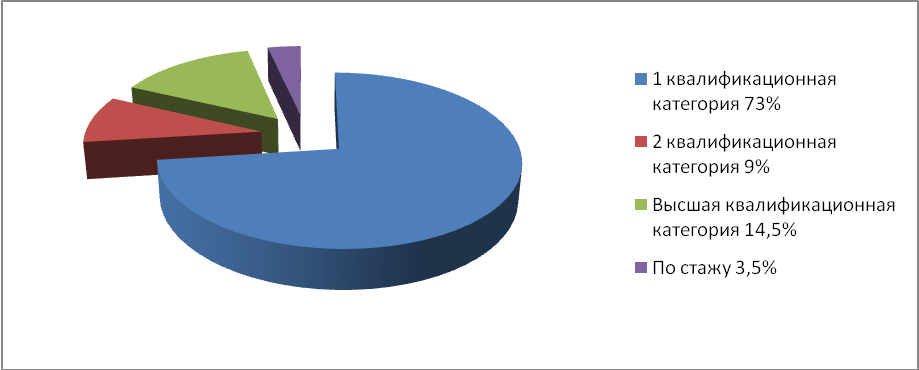 1 квалификационная
категория 73%
2 квалификационная
категория 9%
Высшая квалификационная
категория 14,5%
По стажу 3,5%